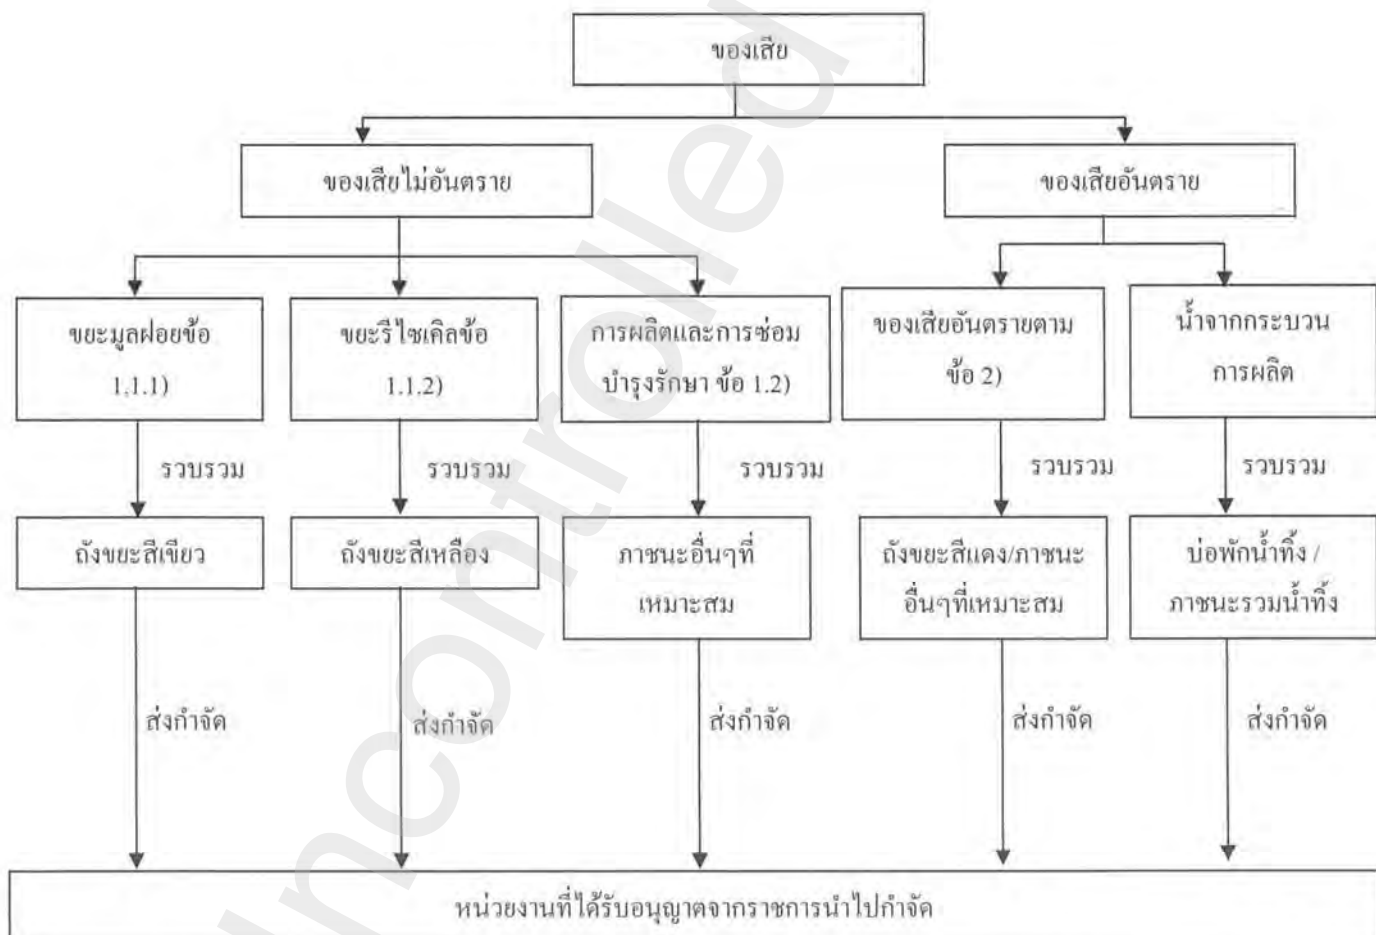 ของเสีย
ของเสียไม่อันตราย
ของเสียอันตราย
ขยะมูลฝอยข้อ
1,1.1)
ขยะรีไซเคิลข้อ
1.1.2)
การผลิตและการซ่อม
บำรุงรักษา ข้อ 1.2)
ของเสียอันตรายตาม
ข้อ 2)
น้ำจากกระบวน
การผลิต
รวบรวม
รวบรวม
รวบรวม
รวบรวม
รวบรวม
ถังขยะสีเขียว
ถังขยะสีเหลือง
ภาชนะอื่นๆที่
เหมาะสม
ถังขยะสีแดง/ภาชนะ
อื่นๆที่เหมาะสม
บ่อพักน้ำทิ้ง /
ภาชนะรวมน้ำทิ้ง
ส่งกำจัด
ส่งกำจัด
ส่งกำจัด
ส่งกำจัด
ส่งกำจัด
หน่วยงานที่ได้รับอนุญาตจากราชการนำไปกำจัด
Uncontrolled